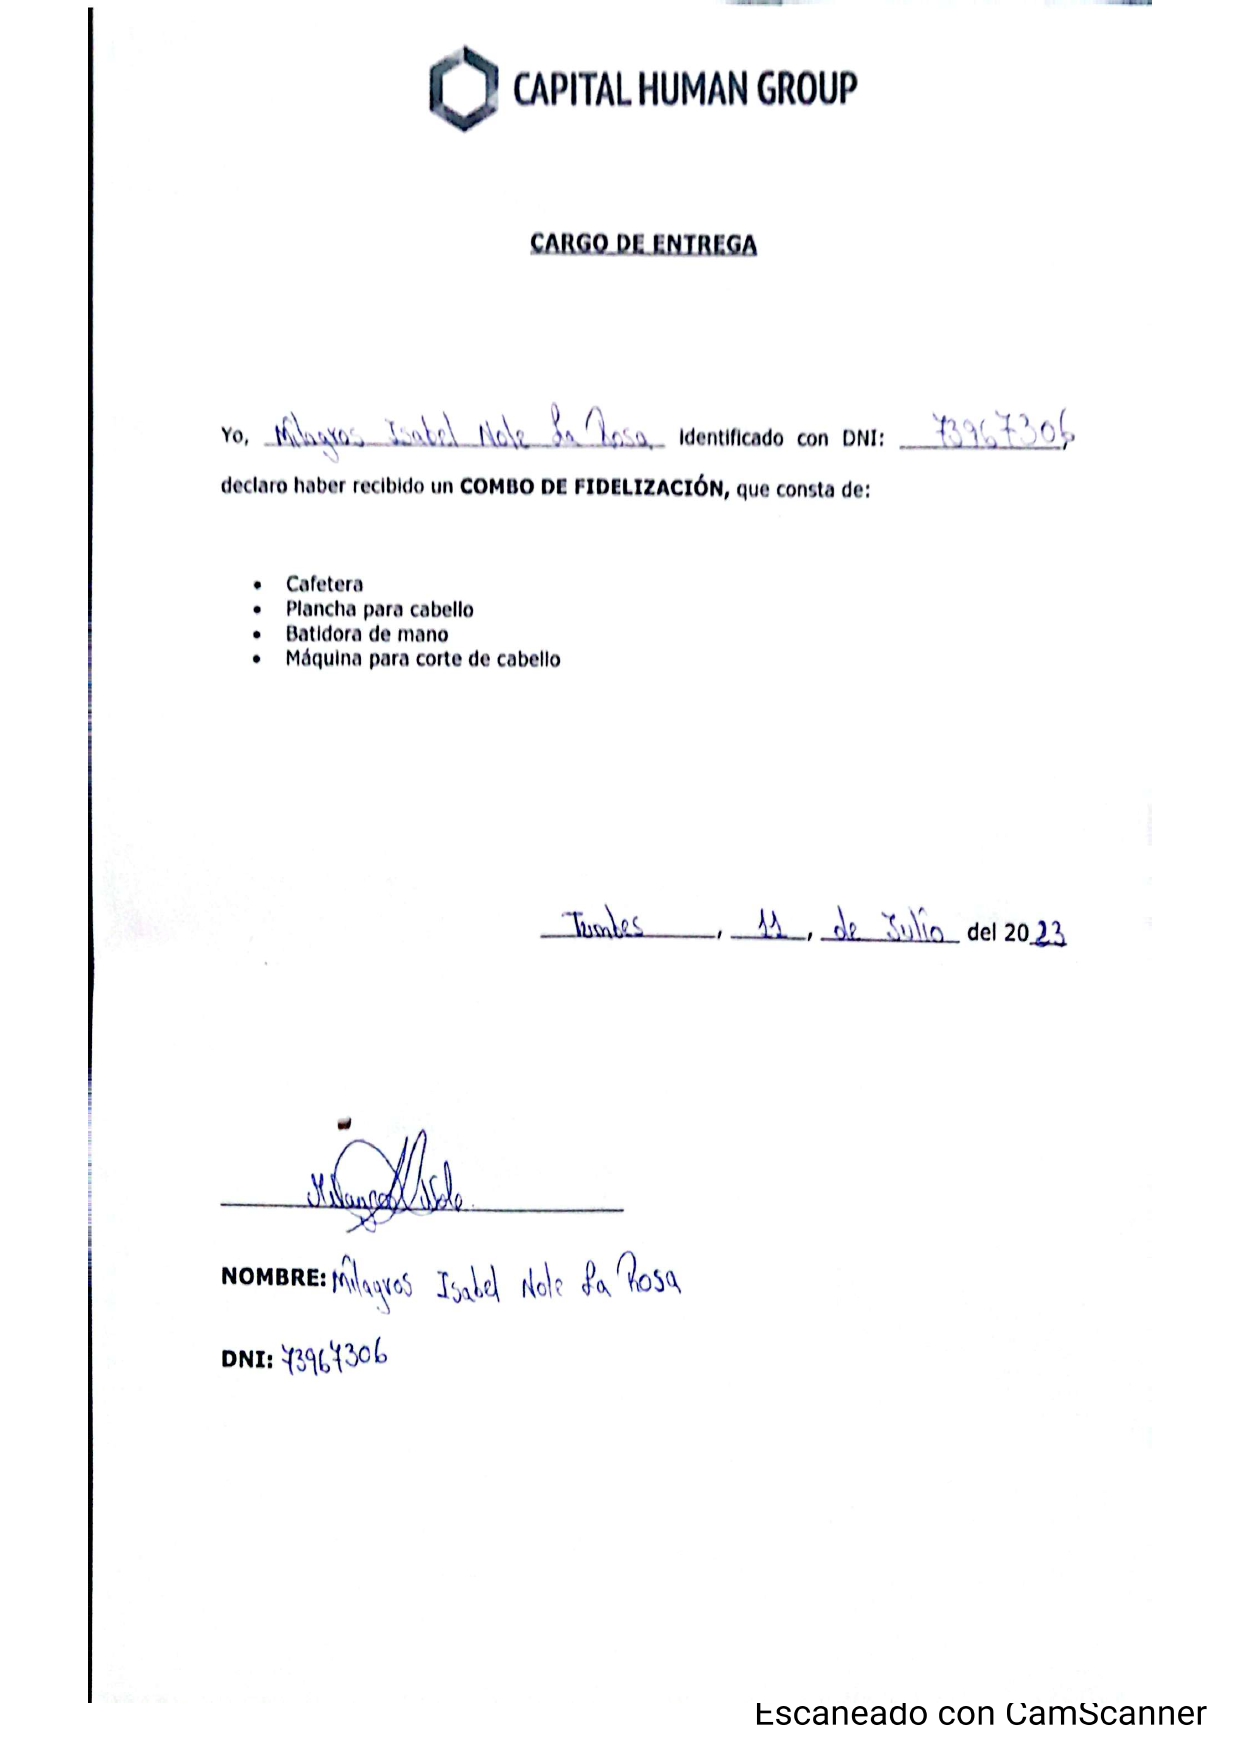 CAPITAL HUMAN GROUP
CARGO DE ENTREGA
Yo, Milagros Isabel Nole La Rosa Identificado con DNI: 73967306,
declaro haber recibido un COMBO DE FIDELIZACIÓN, que consta de:
• Cafetera
• Plancha para cabello
• Batidora de mano
• Máquina para corte de cabello
Tumbes, 11, de Julio del 2023
NOMBRE: Milagros Isabel Nole La Rosa
DNI: 73967306
Escaneado con CamScanner